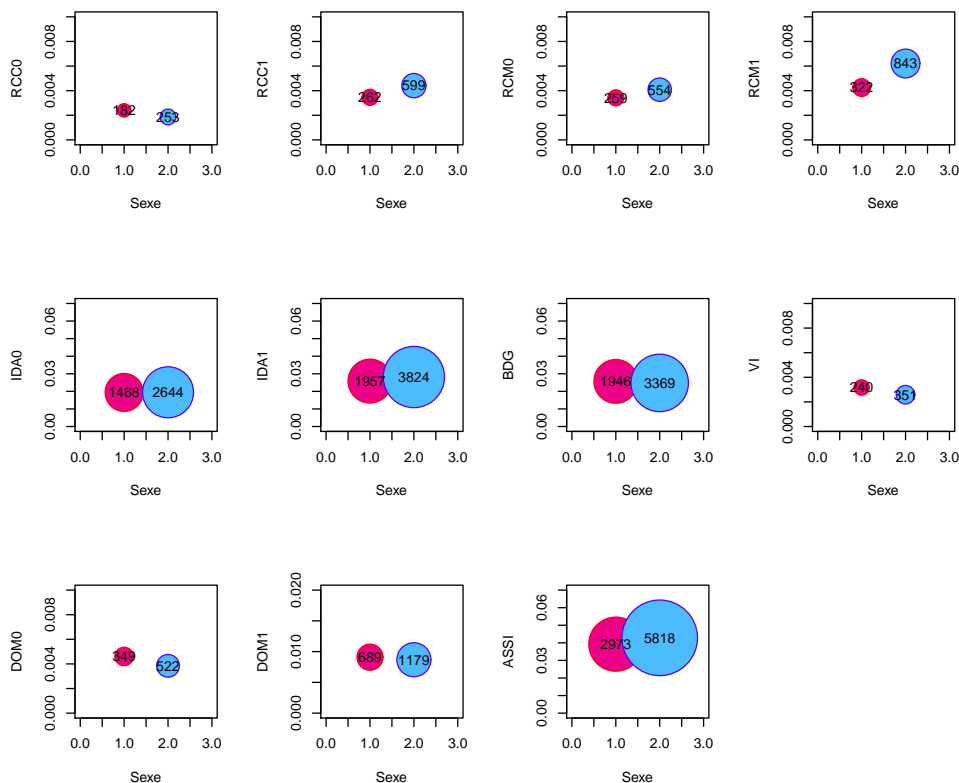 RCC0
0.000 0.004 0.008
182
253
0.0 1.0 2.0 3.0
Sexe
RCC1
0.000 0.004 0.008
262
599
0.0 1.0 2.0 3.0
Sexe
RCM0
0.000 0.004 0.008
259
554
0.0 1.0 2.0 3.0
Sexe
RCM1
0.000 0.004 0.008
322
843
0.0 1.0 2.0 3.0
Sexe
IDA0
0.00 0.03 0.06
1468
2644
0.0 1.0 2.0 3.0
Sexe
IDA1
0.00 0.03 0.06
1957
3824
0.0 1.0 2.0 3.0
Sexe
BDG
0.00 0.03 0.06
1946
3369
0.0 1.0 2.0 3.0
Sexe
VI
0.000 0.004 0.008
240
351
0.0 1.0 2.0 3.0
Sexe
DOM0
0.000 0.004 0.008
349
522
0.0 1.0 2.0 3.0
Sexe
DOM1
0.000 0.010 0.020
689
1179
0.0 1.0 2.0 3.0
Sexe
ASSI
0.00 0.03 0.06
2973
5818
0.0 1.0 2.0 3.0
Sexe